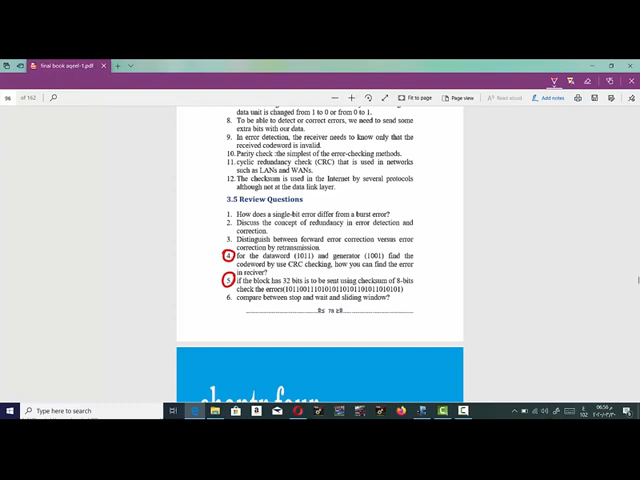 final book aqeel-1.pdf
96 of 162
Fit to page
Page view
Read aloud
Add notes
data unit is changed from 1 to 0 or from 0 to 1.
8. To be able to detect or correct errors, we need to send some
extra bits with our data.
9. In error detection, the receiver needs to know only that the
received codeword is invalid.
10. Parity check :the simplest of the error-checking methods.
11. cyclic redundancy check (CRC) that is used in networks
such as LANs and WANs.
12. The checksum is used in the Internet by several protocols
although not at the data link layer.
3.5 Review Questions
1. How does a single-bit error differ from a burst error?
2. Discuss the concept of redundancy in error detection and
correction.
3. Distinguish between forward error correction versus error
correction by retransmission.
4. for the dataword (1011) and generator (1001) find the
codeword by use CRC checking, how you can find the error
in reciver?
5. if the block has 32 bits is to be sent using checksum of 8-bits
check the errors(10110011101010110101101011010101)
6. compare between stop and wait and sliding window?
78
chaptr four
Type here to search
06:56 م